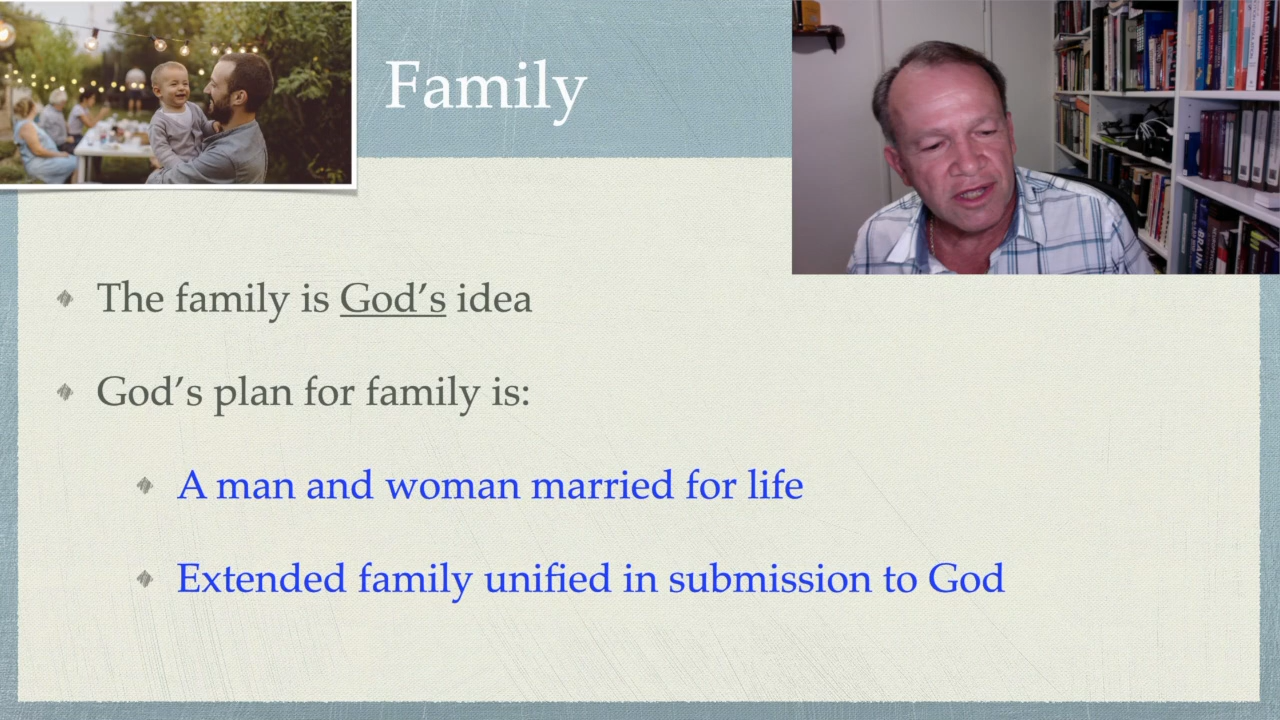 Family
The family is God's idea
God's plan for family is:
A man and woman married for life
Extended family unified in submission to God